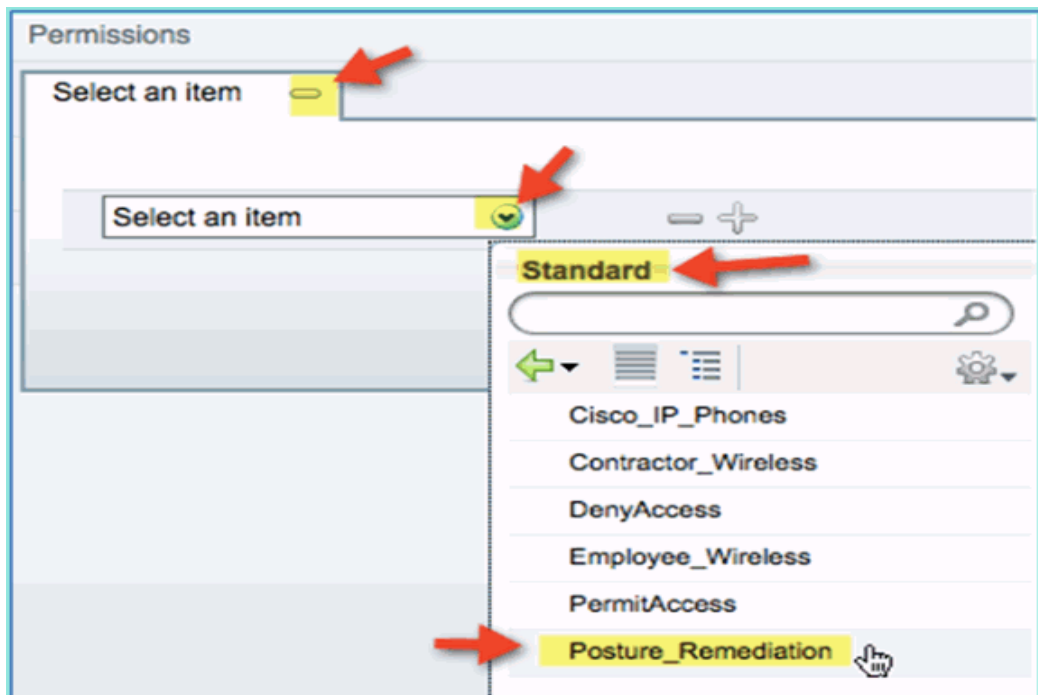 Permissions
Select an item
Select an item
Standard
Cisco_IP_Phones
Contractor_Wireless
DenyAccess
Employee_Wireless
PermitAccess
Posture_Remediation